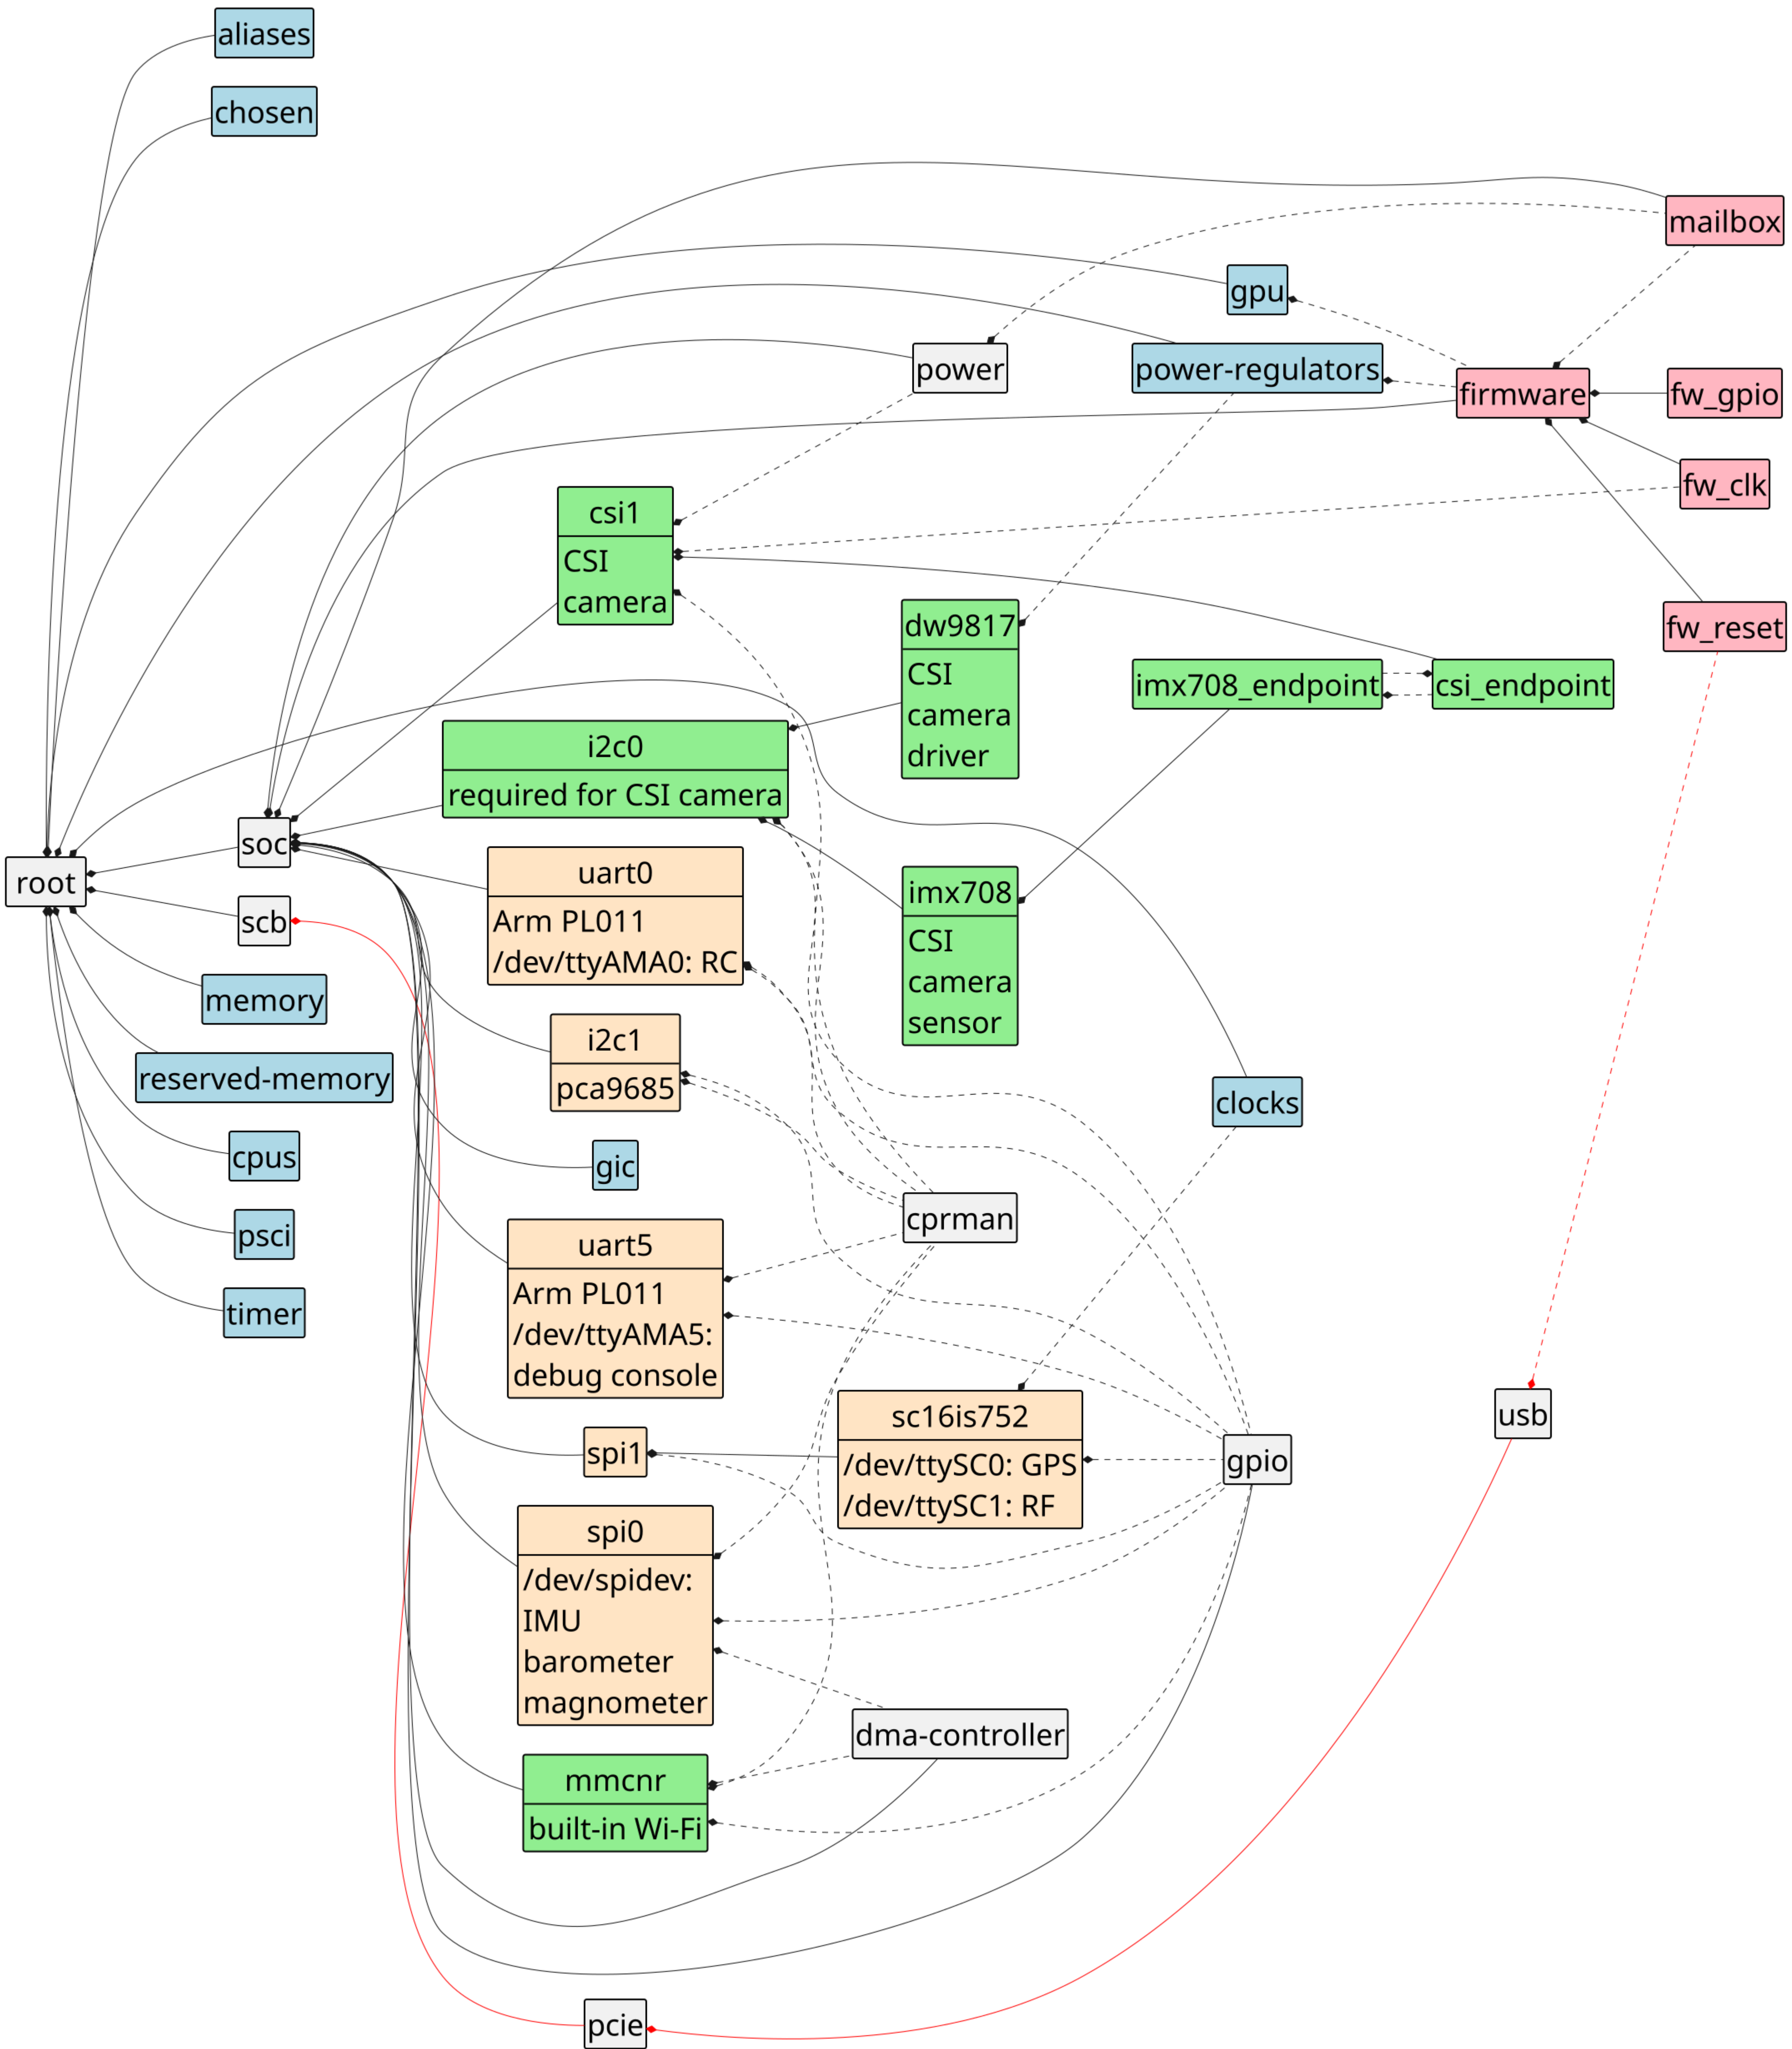 aliases
chosen
mailbox
gpu
power
power-regulators
firmware
fw_gpio
fw_clk
csi1
CSI
camera
dw9817
CSI
camera
driver
fw_reset
imx708_endpoint
csi_endpoint
i2c0
required for CSI camera
soc
root
scb
uart0
Arm PL011
/dev/ttyAMA0: RC
imx708
CSI
camera
sensor
memory
reserved-memory
i2c1
pca9685
clocks
cpus
gic
psci
cprman
timer
uart5
Arm PL011
/dev/ttyAMA5:
debug console
sc16is752
/dev/ttySC0: GPS
/dev/ttySC1: RF
usb
spi1
gpio
spi0
/dev/spidev:
IMU
barometer
magnometer
dma-controller
mmcnr
built-in Wi-Fi
pcie